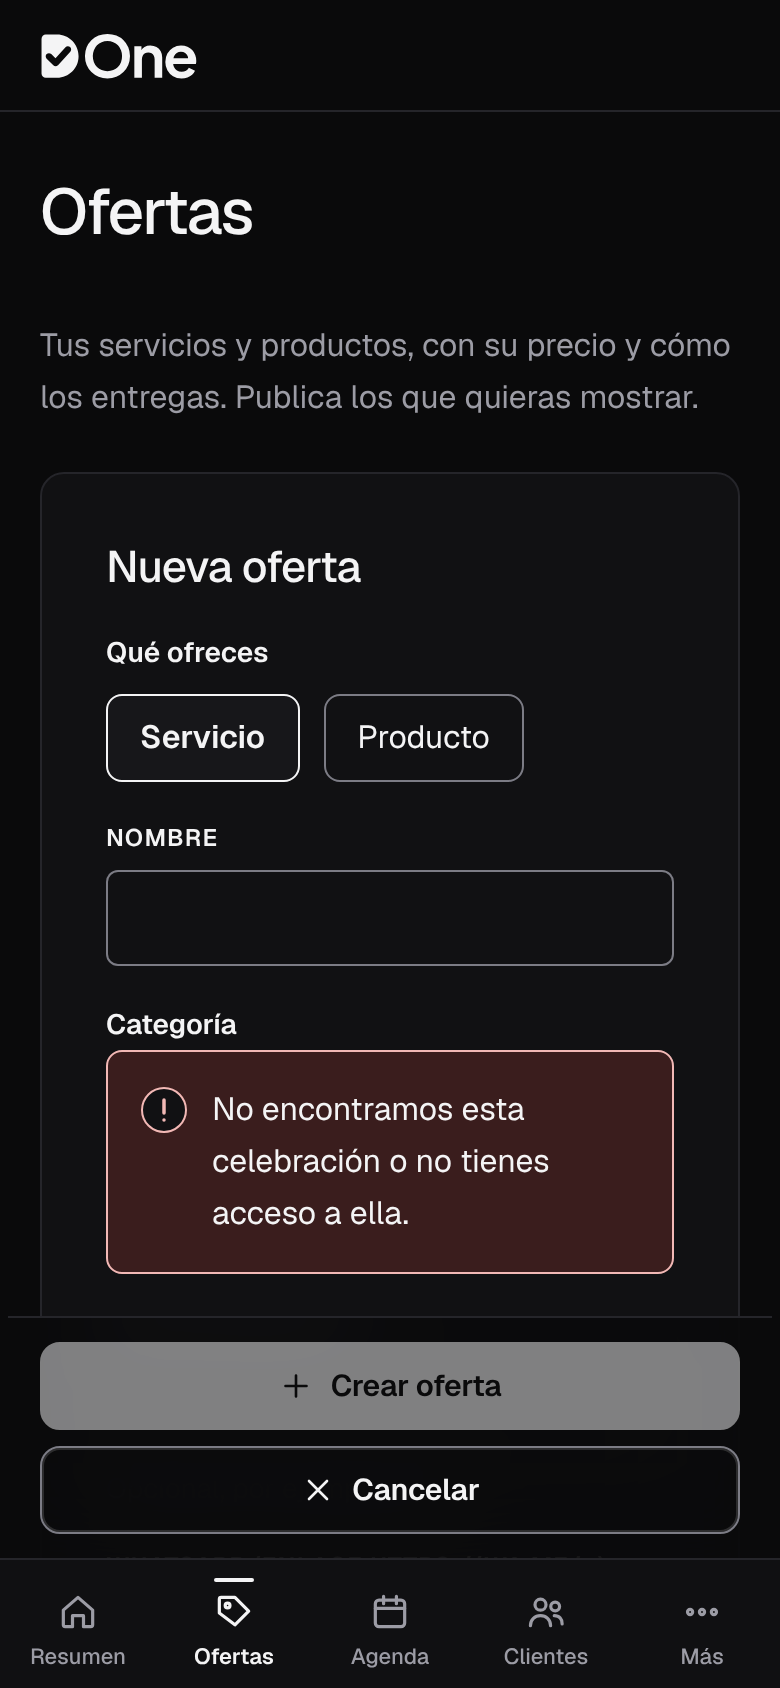 DOne
Ofertas
Tus servicios y productos, con su precio y cómo
los entregas. Publica los que quieras mostrar.
Nueva oferta
Qué ofreces
Servicio
Producto
NOMBRE
Categoría
No encontramos esta
celebración o no tienes
acceso a ella.
Crear oferta
Cancelar
Resumen
Ofertas
Agenda
Clientes
Más